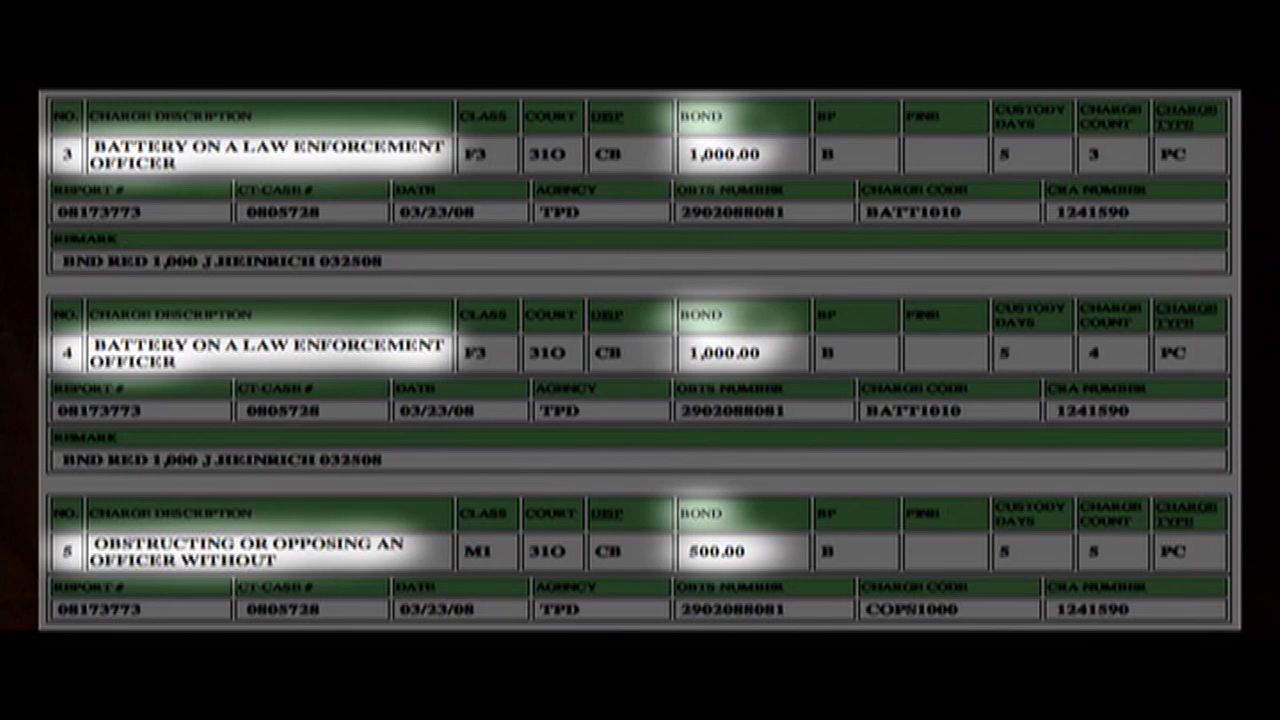 NO. CHARGE DESCRIPTION CLASS COURT DISP BOND BP FINE CUSTODY DAYS CHARGE COUNT CHARGE TYPE
3 BATTERY ON A LAW ENFORCEMENT OFFICER F3 31O CB 1,000.00 B 5 3 PC
REPORT # CT-CASE # DATE AGENCY OBTS NUMBER CHARGE CODE CRA NUMBER
08173773 0805728 03/23/08 TPD 2902088081 BATT1010 1241590
REMARK
BND RED 1,000 J.HEINRICH 032508
NO. CHARGE DESCRIPTION CLASS COURT DISP BOND BP FINE CUSTODY DAYS CHARGE COUNT CHARGE TYPE
4 BATTERY ON A LAW ENFORCEMENT OFFICER F3 31O CB 1,000.00 B 5 4 PC
REPORT # CT-CASE # DATE AGENCY OBTS NUMBER CHARGE CODE CRA NUMBER
08173773 0805728 03/23/08 TPD 2902088081 BATT1010 1241590
REMARK
BND RED 1,000 J.HEINRICH 032508
NO. CHARGE DESCRIPTION CLASS COURT DISP BOND BP FINE CUSTODY DAYS CHARGE COUNT CHARGE TYPE
5 OBSTRUCTING OR OPPOSING AN OFFICER WITHOUT M1 31O CB 500.00 B 5 5 PC
REPORT # CT-CASE # DATE AGENCY OBTS NUMBER CHARGE CODE CRA NUMBER
08173773 0805728 03/23/08 TPD 2902088081 COPS1000 1241590